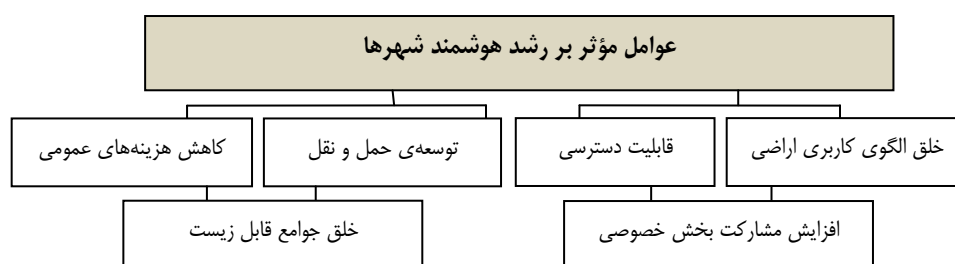 عوامل مؤثر بر رشد هوشمند شهرها
خلق الگوی کاربری اراضی
قابلیت دسترسی
توسعه‌ی حمل و نقل
کاهش هزینه‌های عمومی
افزایش مشارکت بخش خصوصی
خلق جوامع قابل زیست